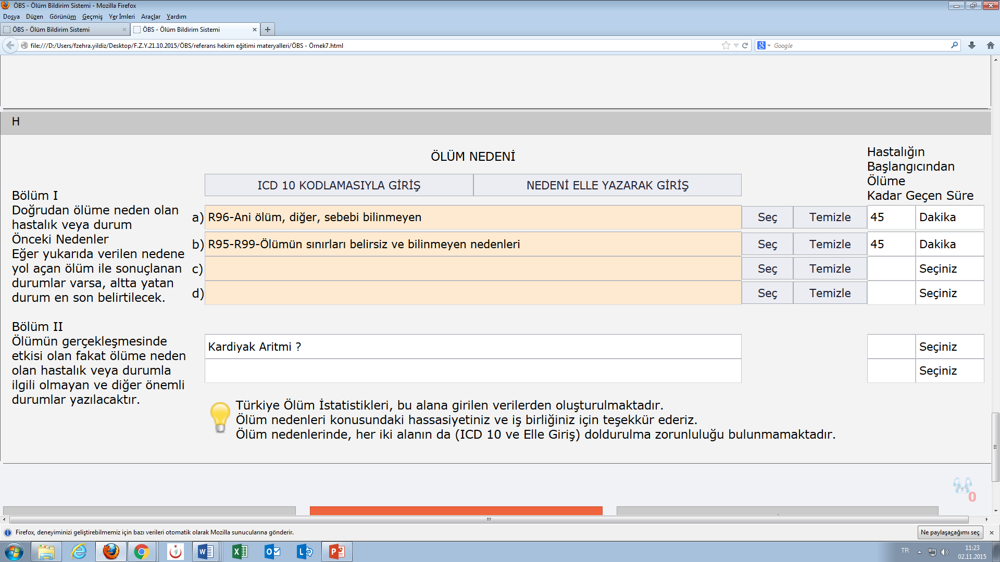 ÖBS - Ölüm Bildirim Sistemi - Mozilla Firefox
Dosya Düzen Görünüm Geçmiş Yer İmleri Araçlar Yardım
ÖBS - Ölüm Bildirim Sistemi
ÖBS - Ölüm Bildirim Sistemi
file:///D:/Users/fzehra.yildiz/Desktop/F.Z.Y.21.10.2015/ÖBS/referans hekim eğitimi materyalleri/ÖBS - Örnek7.html
Google
H
ÖLÜM NEDENİ
Hastalığın
Başlangıcından
Ölüme
Kadar Geçen Süre
ICD 10 KODLAMASIYLA GİRİŞ NEDENİ ELLE YAZARAK GİRİŞ
Bölüm I
Doğrudan ölüme neden olan
hastalık veya durum
Önceki Nedenler
Eğer yukarıda verilen nedene
yol açan ölüm ile sonuçlanan
durumlar varsa, altta yatan
durum en son belirtilecek.
a) R96-Ani ölüm, diğer, sebebi bilinmeyen Seç Temizle 45 Dakika
b) R95-R99-Ölümün sınırları belirsiz ve bilinmeyen nedenleri Seç Temizle 45 Dakika
c) Seç Temizle Seçiniz
d) Seç Temizle Seçiniz
Bölüm II
Ölümün gerçekleşmesinde
etkisi olan fakat ölüme neden
olan hastalık veya durumla
ilgili olmayan ve diğer önemli
durumlar yazılacaktır.
Kardiyak Aritmi ? Seçiniz
Seçiniz
Türkiye Ölüm İstatistikleri, bu alana girilen verilerden oluşturulmaktadır.
Ölüm nedenleri konusundaki hassasiyetiniz ve iş birliğiniz için teşekkür ederiz.
Ölüm nedenlerinde, her iki alanın da (ICD 10 ve Elle Giriş) doldurulma zorunluluğu bulunmamaktadır.
0
Firefox, deneyiminizi geliştirebilmemiz için bazı verileri otomatik olarak Mozilla sunucularına gönderir.
Ne paylaşacağımı seç
TR
11:23
02.11.2015